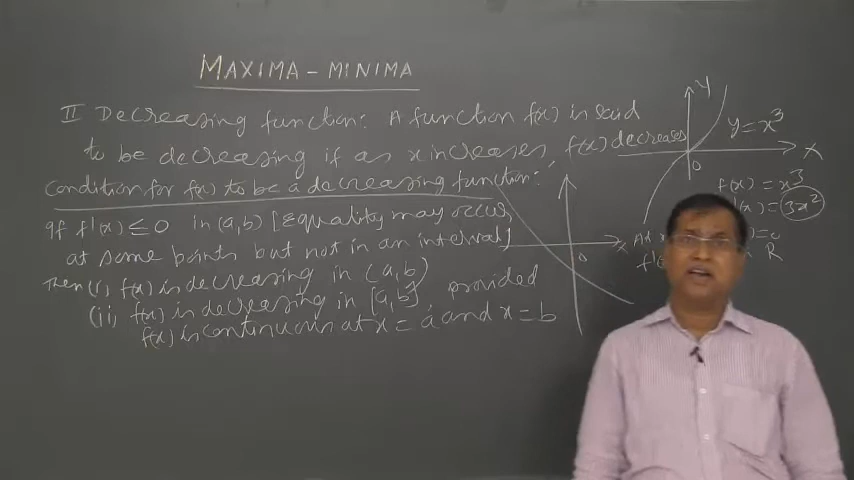 MAXIMA - MINIMA
II Decreasing function: A function f(x) is said
to be decreasing if as x increases, f(x) decreases
Condition for f(x) to be a decreasing function:
If f'(x) ≤ 0 in (a,b) [Equality may occur
at some points but not in an interval]
Then (i) f(x) is decreasing in (a,b)
(ii) f(x) is decreasing in [a,b], provided
f(x) is continuous at x = a and x = b
Y
y = x³
X
O
f(x) = x³
'(x) = 3x²
At
= 0
f'(
R
X
O